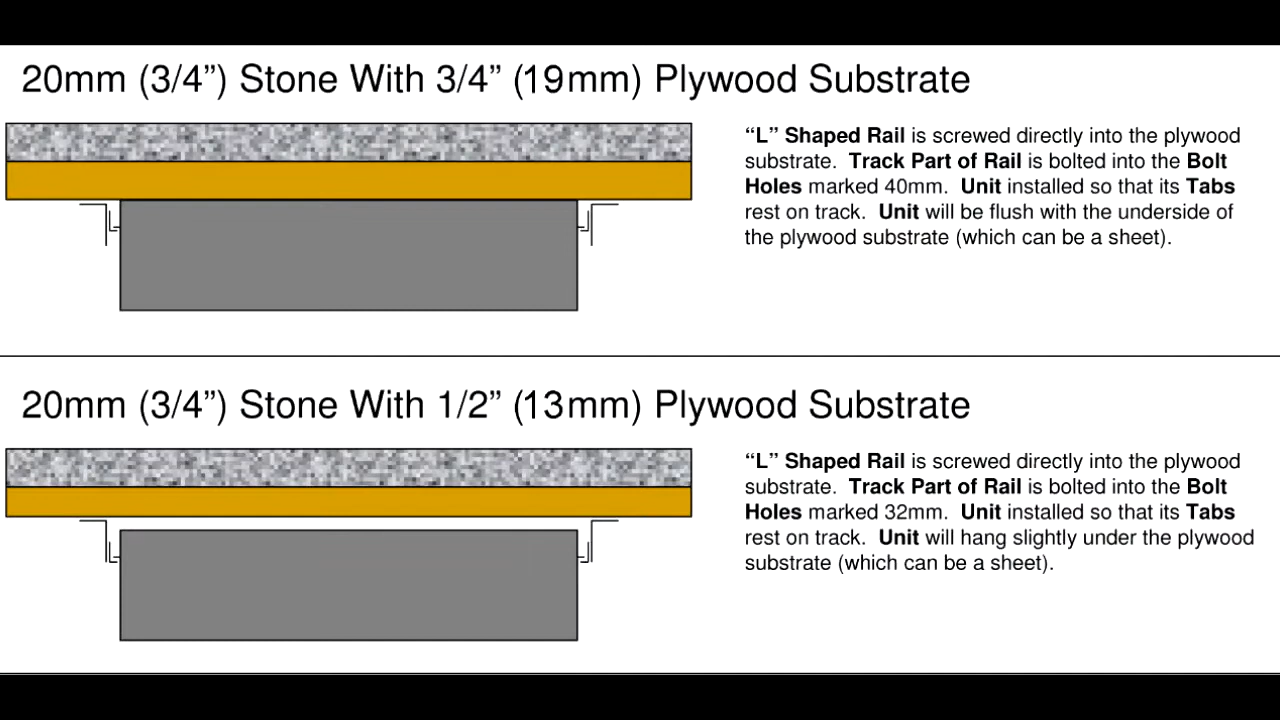 20mm (3/4”) Stone With 3/4” (19mm) Plywood Substrate
“L” Shaped Rail is screwed directly into the plywood
substrate.  Track Part of Rail is bolted into the Bolt
Holes marked 40mm.  Unit installed so that its Tabs
rest on track.  Unit will be flush with the underside of
the plywood substrate (which can be a sheet).
20mm (3/4”) Stone With 1/2” (13mm) Plywood Substrate
“L” Shaped Rail is screwed directly into the plywood
substrate.  Track Part of Rail is bolted into the Bolt
Holes marked 32mm.  Unit installed so that its Tabs
rest on track.  Unit will hang slightly under the plywood
substrate (which can be a sheet).